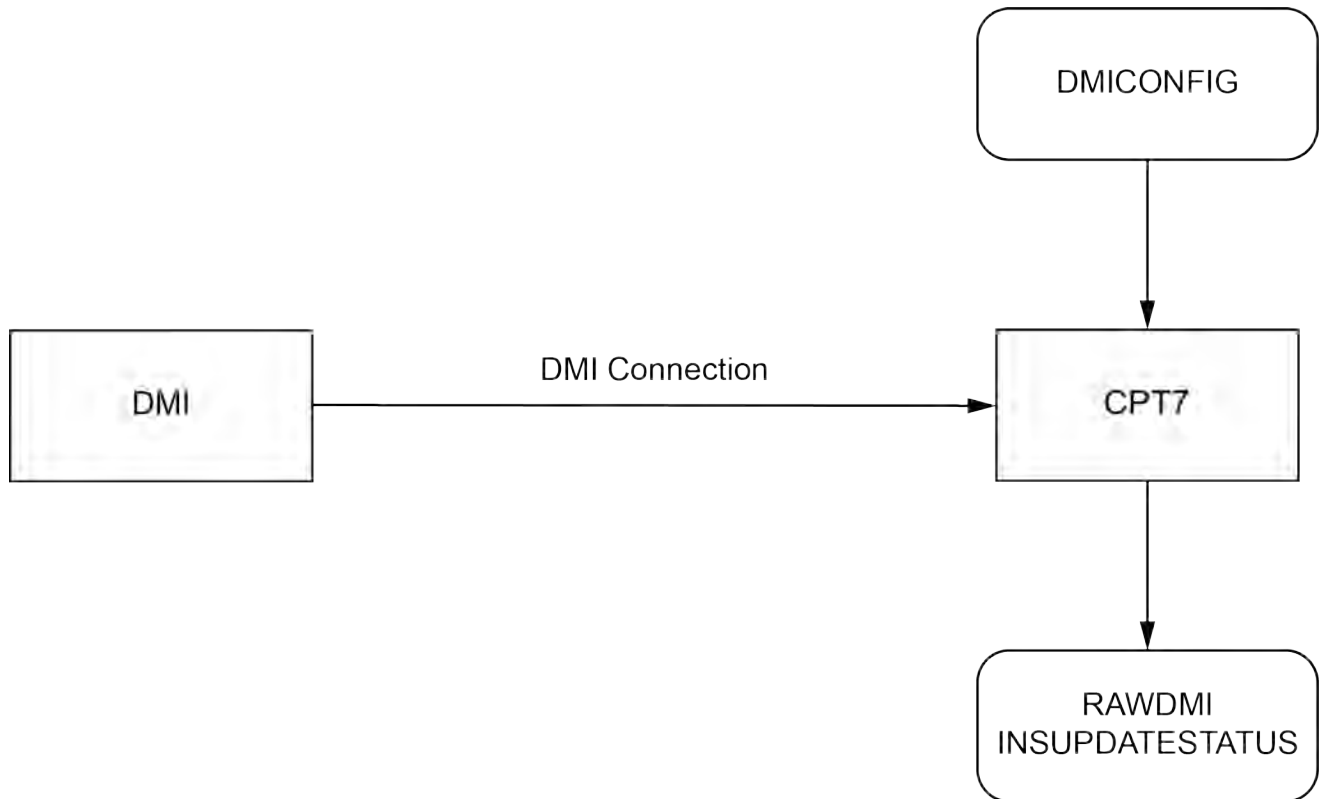 DMICONFIG
DMI Connection
DMI
CPT7
RAWDMI
INSUPDATESTATUS